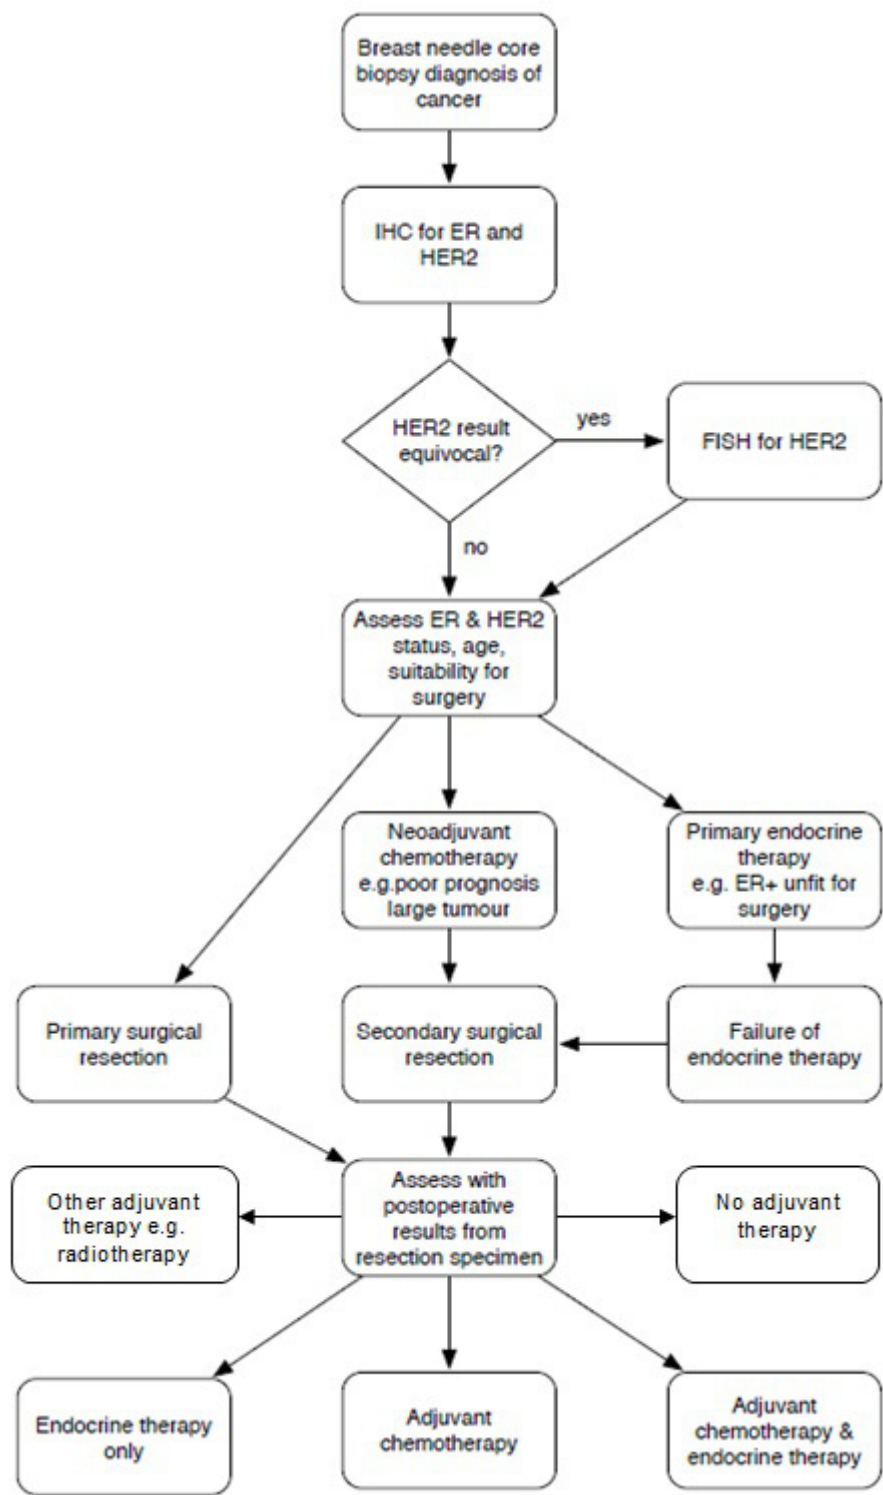 Breast needle core
biopsy diagnosis of
cancer
IHC for ER and
HER2
HER2 result
equivocal?
yes
FISH for HER2
no
Assess ER & HER2
status, age,
suitability for
surgery
Neoadjuvant
chemotherapy
e.g.poor prognosis
large tumour
Primary endocrine
therapy
e.g. ER+ unfit for
surgery
Primary surgical
resection
Secondary surgical
resection
Failure of
endocrine therapy
Other adjuvant
therapy e.g.
radiotherapy
Assess with
postoperative
results from
resection specimen
No adjuvant
therapy
Endocrine therapy
only
Adjuvant
chemotherapy
Adjuvant
chemotherapy &
endocrine therapy